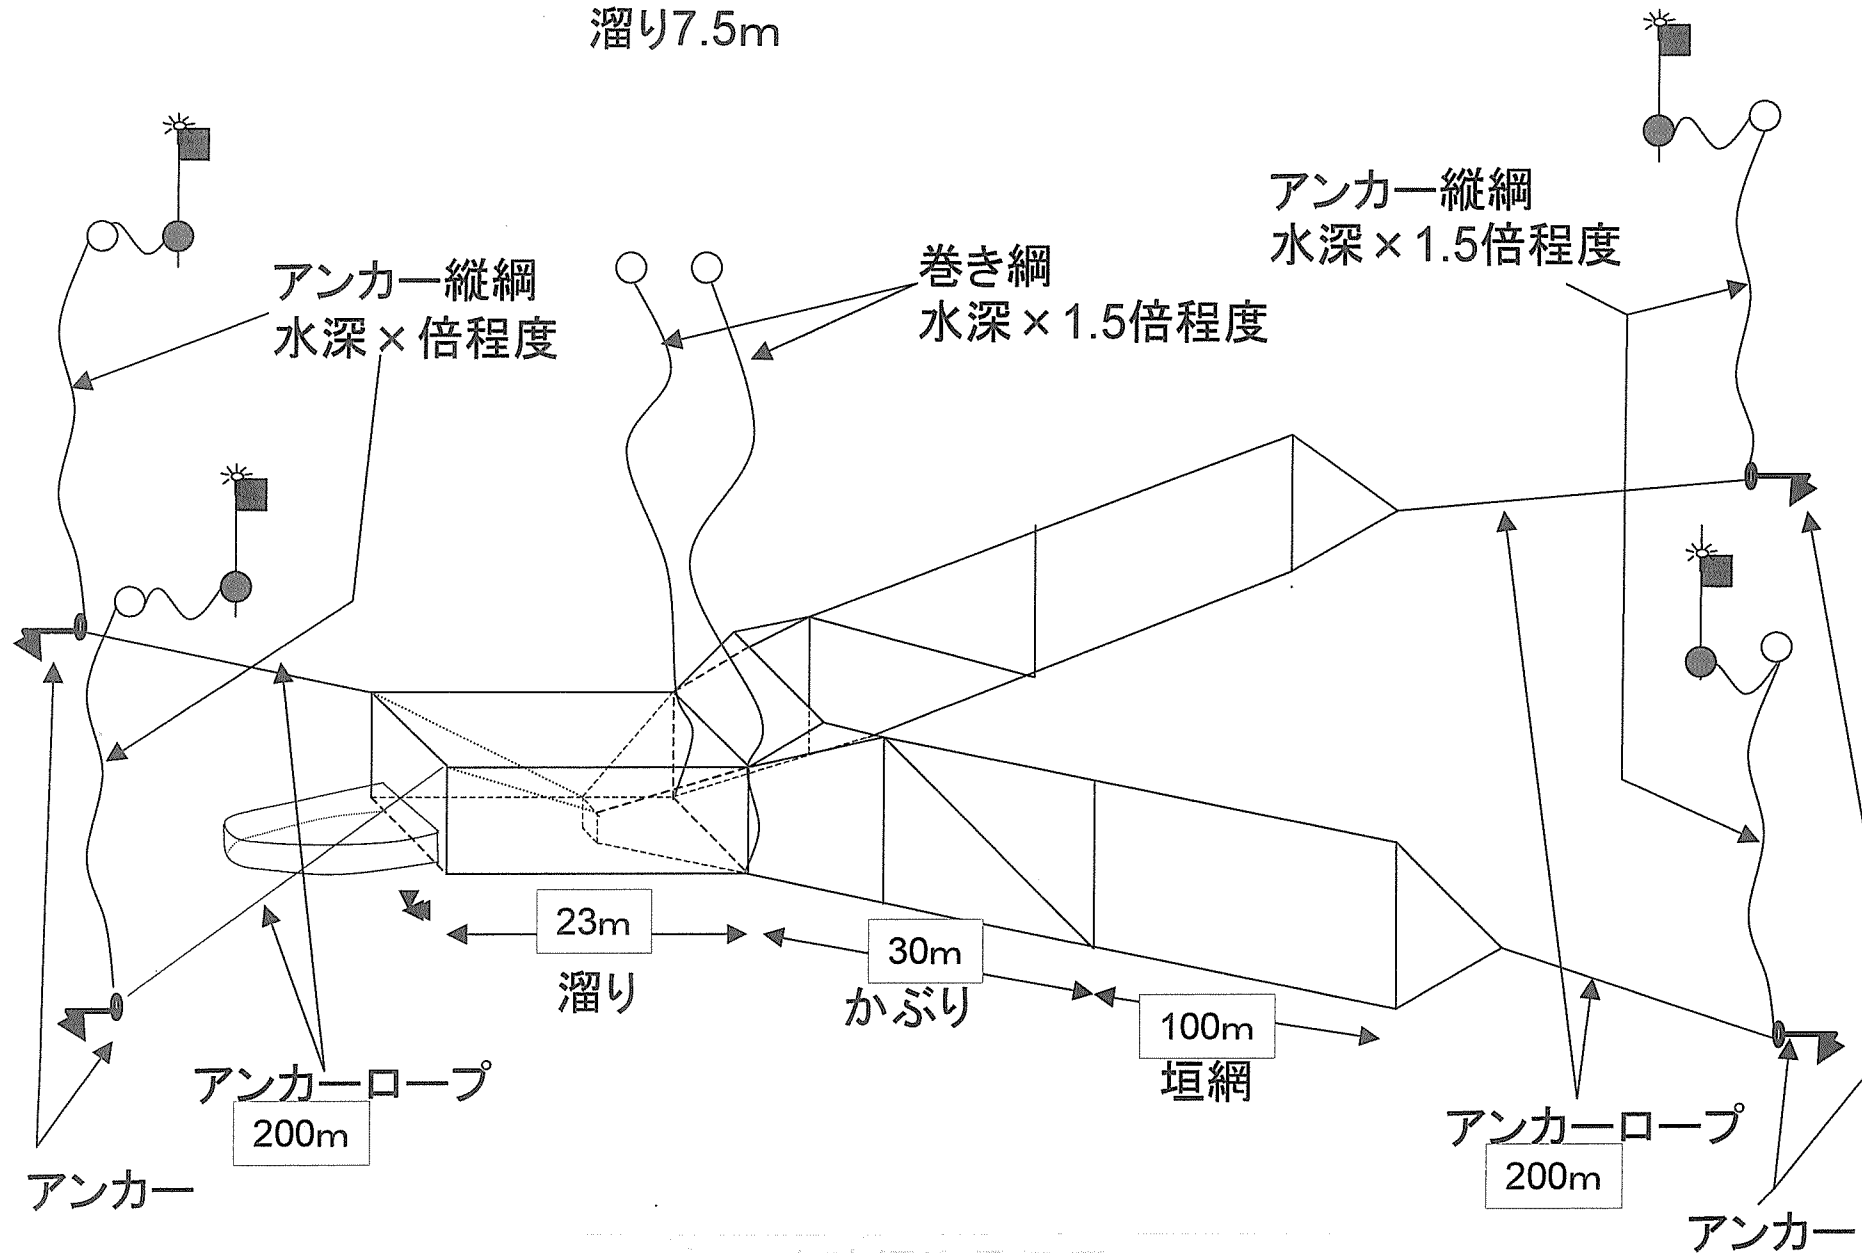 溜り7.5m
アンカー縦綱
水深×1.5倍程度
巻き綱
水深×1.5倍程度
アンカー縦綱
水深×倍程度
23m
溜り
30m
かぶり
100m
垣網
アンカーロープ
200m
アンカーロープ
200m
アンカー
アンカー